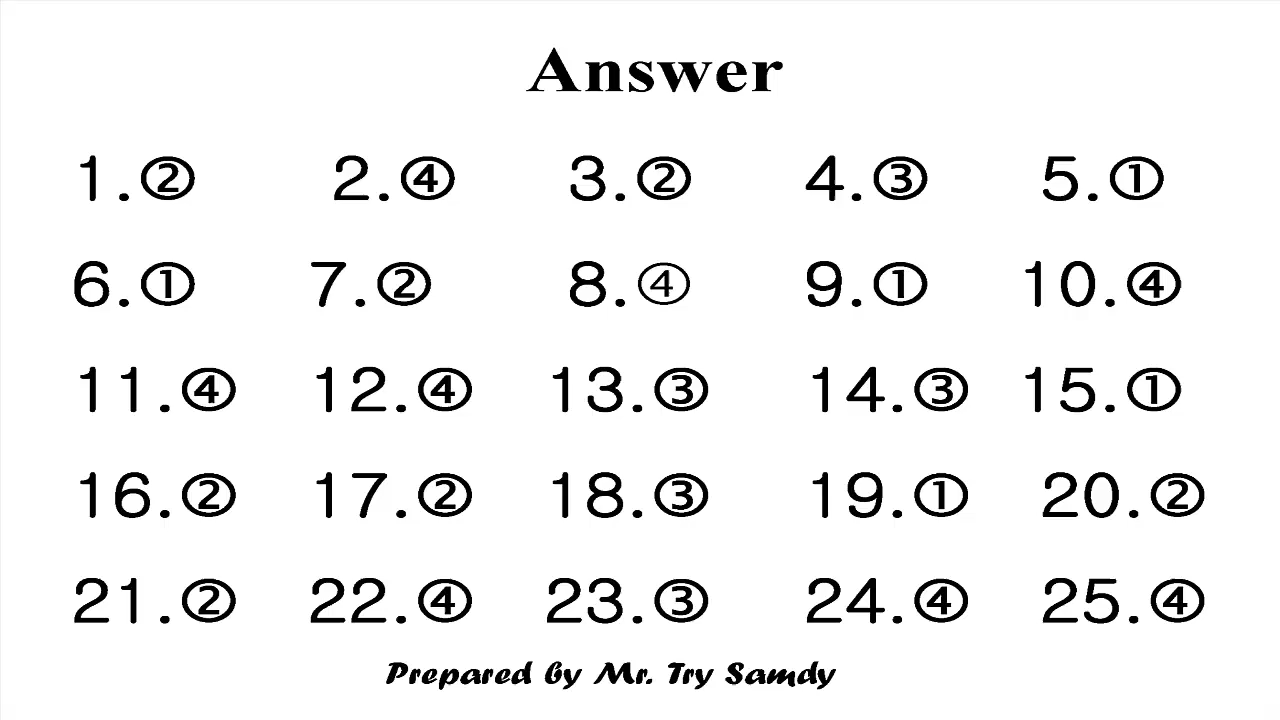 Answer
1.② 2.④ 3.② 4.③ 5.①
6.① 7.② 8.④ 9.① 10.④
11.④ 12.④ 13.③ 14.③ 15.①
16.② 17.② 18.③ 19.① 20.②
21.② 22.④ 23.③ 24.④ 25.④
Prepared by Mr. Try Samdy